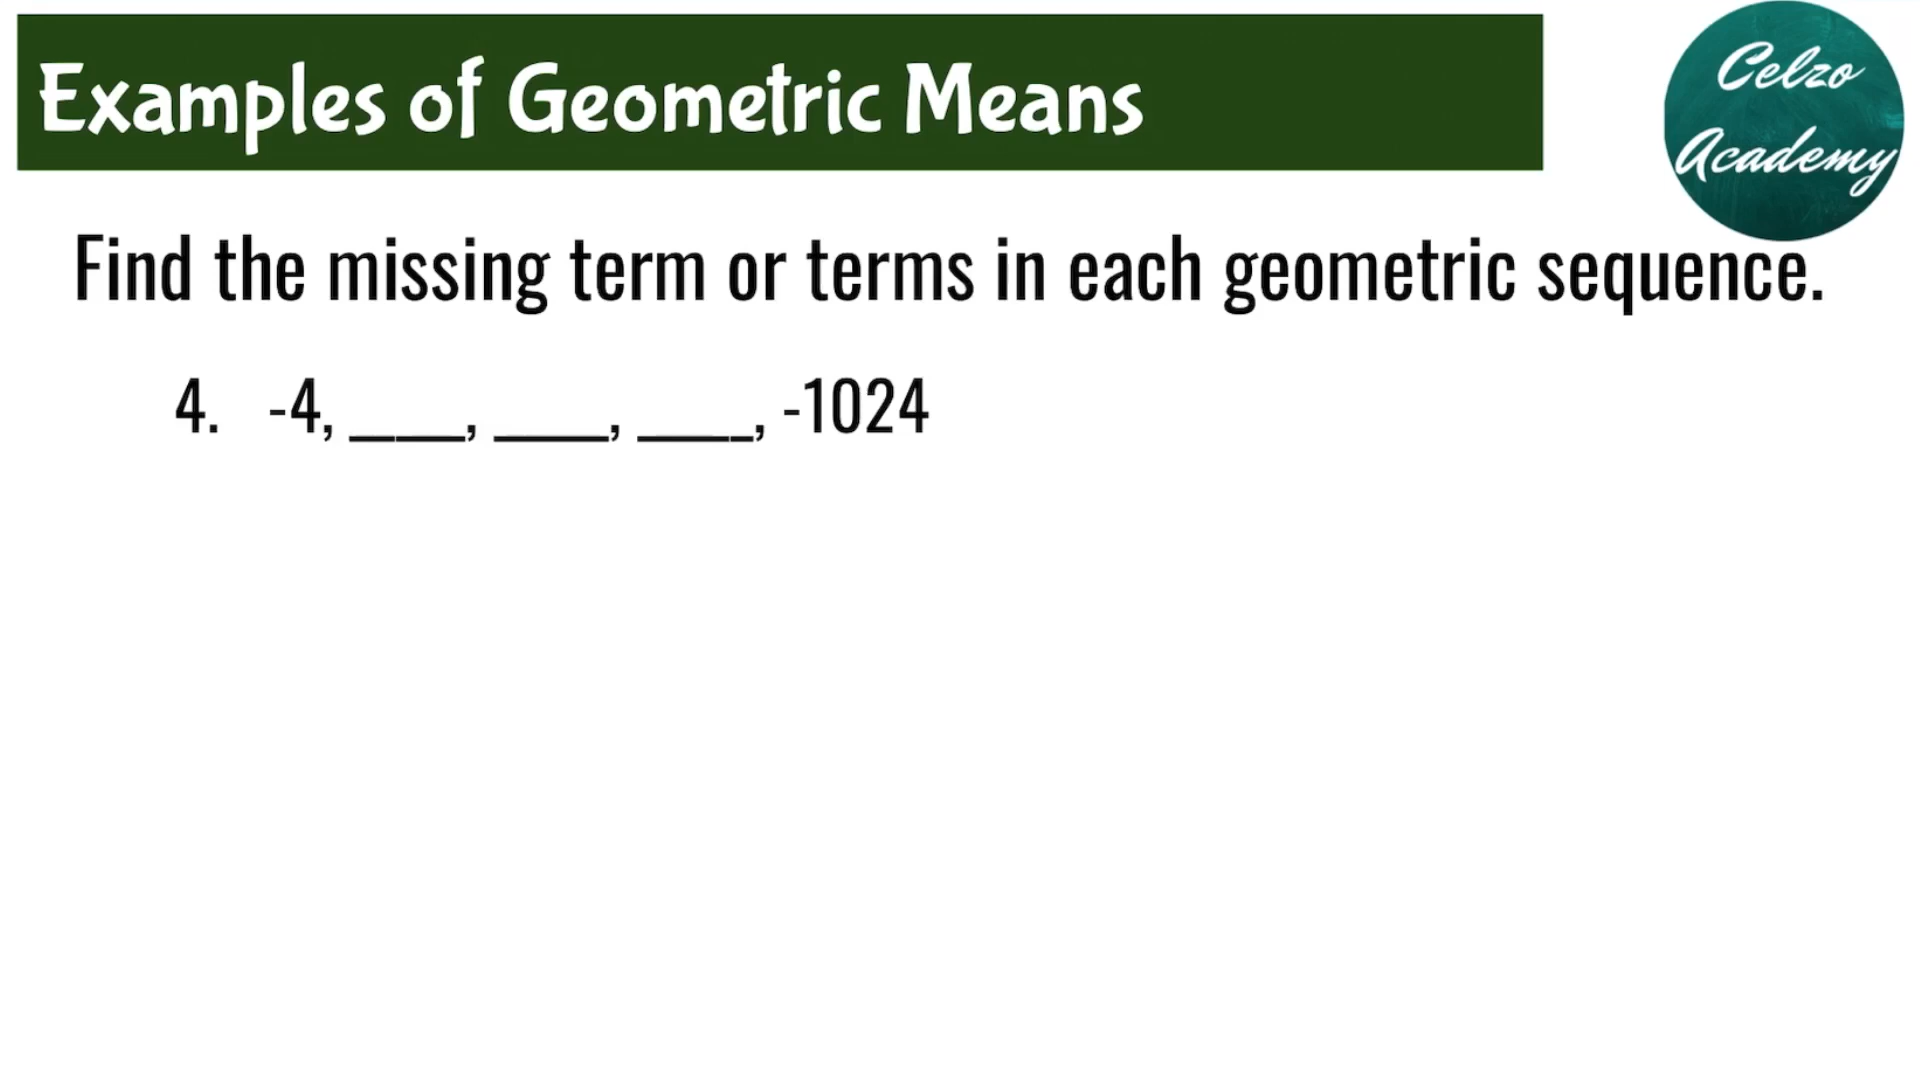 Examples of Geometric Means
Celzo
Academy
Find the missing term or terms in each geometric sequence.
4. -4, ____, ____, ____, -1024